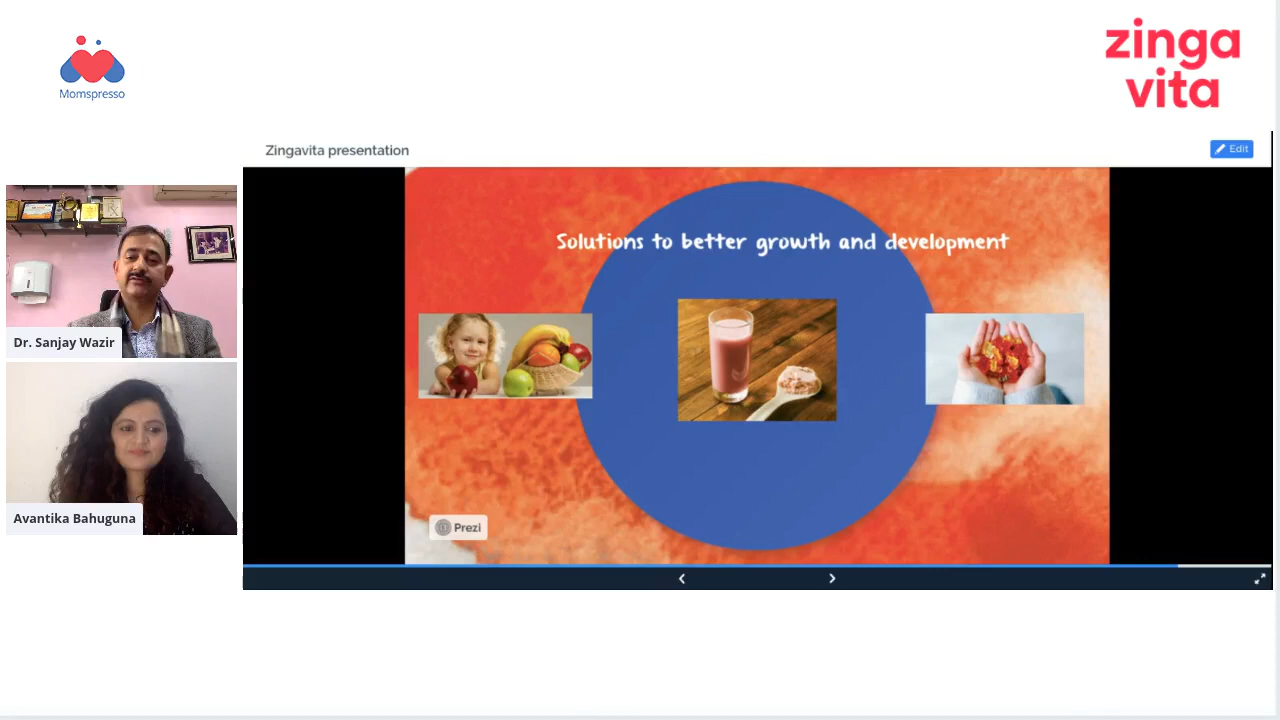 Momspresso
zinga
vita
Zingavita presentation
Edit
Solutions to better growth and development
Dr. Sanjay Wazir
Avantika Bahuguna
Prezi